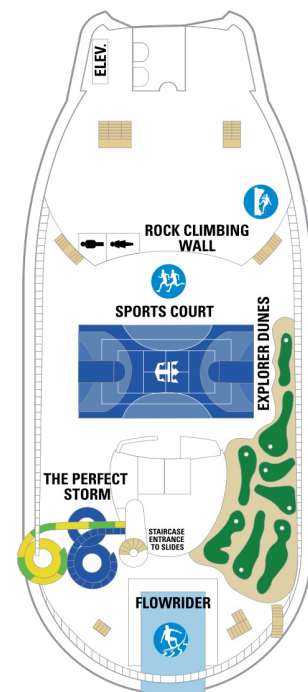 ELEV.
ROCK CLIMBING
WALL
SPORTS COURT
EXPLORER DUNES
THE PERFECT
STORM
STAIRCASE
ENTRANCE
TO SLIDES
FLOWRIDER